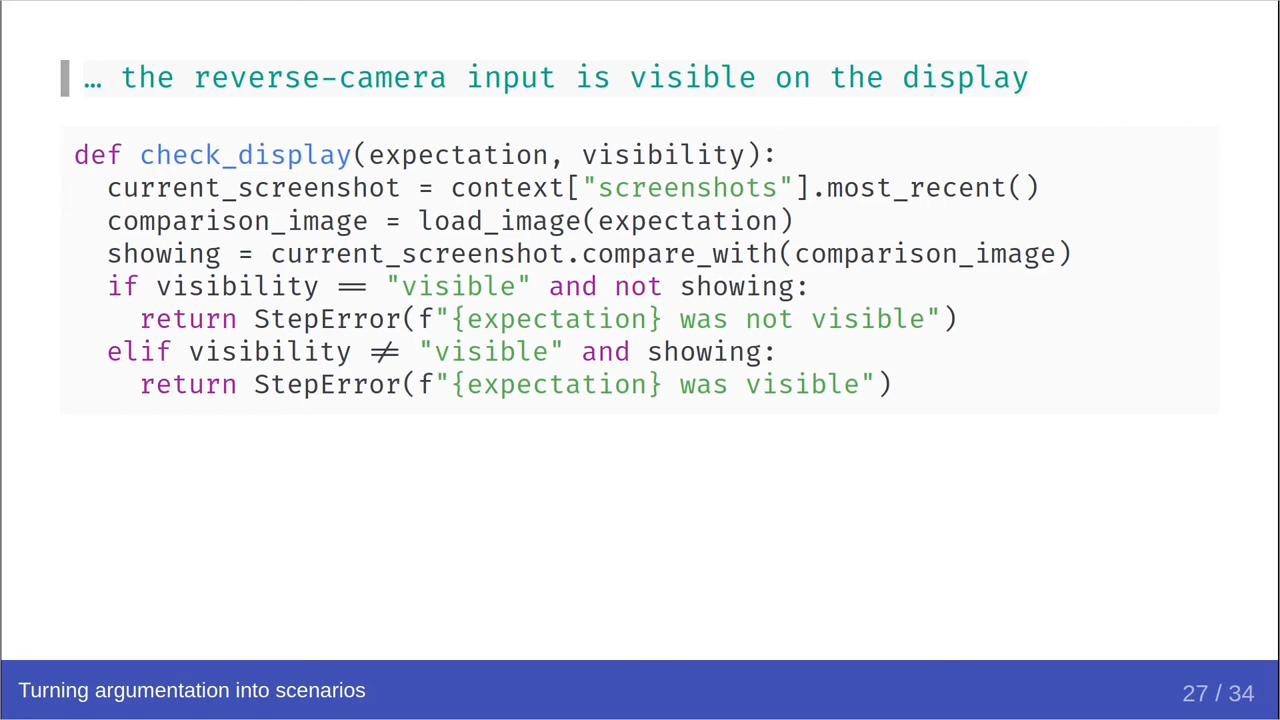 … the reverse-camera input is visible on the display
def check_display(expectation, visibility):
  current_screenshot = context["screenshots"].most_recent()
  comparison_image = load_image(expectation)
  showing = current_screenshot.compare_with(comparison_image)
  if visibility == "visible" and not showing:
    return StepError(f"{expectation} was not visible")
  elif visibility != "visible" and showing:
    return StepError(f"{expectation} was visible")
Turning argumentation into scenarios
27 / 34